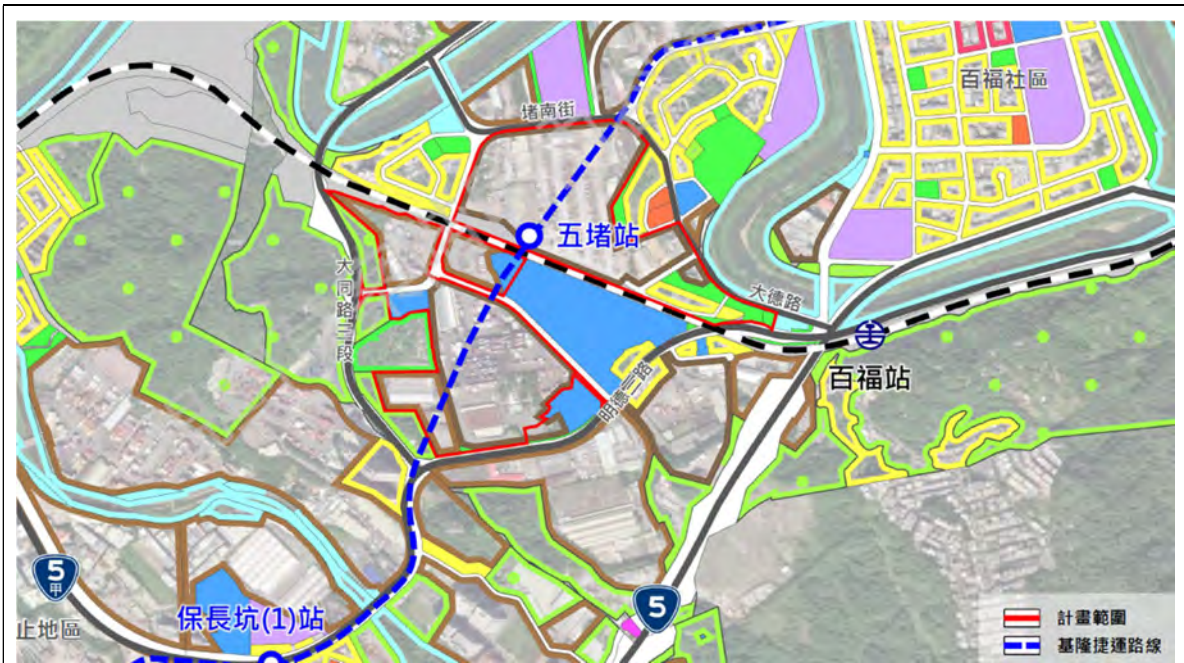 百福社區
堵南街
五堵站
大同路三段
大德路
明德二路
百福站
5
甲
保長坑(1)站
5
止地區
計畫範圍
基隆捷運路線